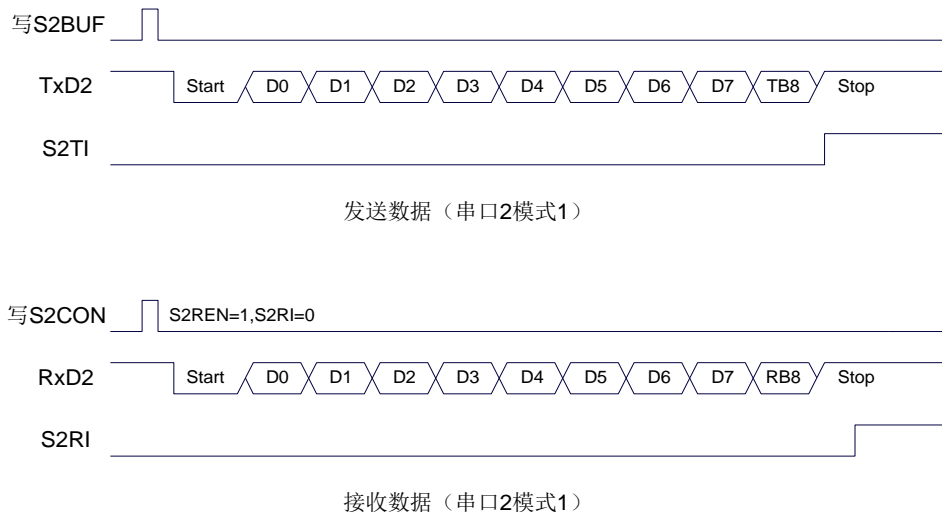 写S2BUF
TxD2 Start D0 D1 D2 D3 D4 D5 D6 D7 TB8 Stop
S2TI
发送数据（串口2模式1）
写S2CON S2REN=1,S2RI=0
RxD2 Start D0 D1 D2 D3 D4 D5 D6 D7 RB8 Stop
S2RI
接收数据（串口2模式1）